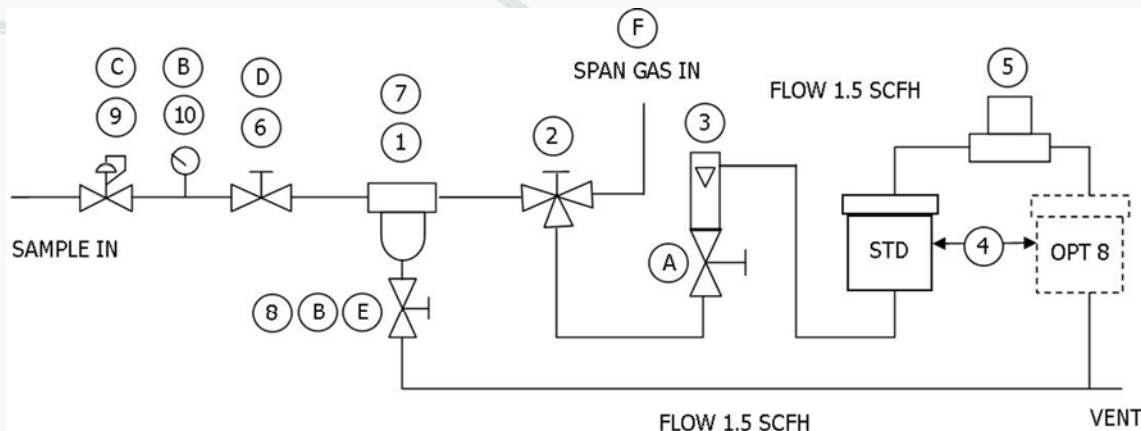 F
SPAN GAS IN
C
B
D
7
5
FLOW 1.5 SCFH
9
10
6
1
2
3
SAMPLE IN
A
STD
4
OPT 8
8
B
E
FLOW 1.5 SCFH
VENT